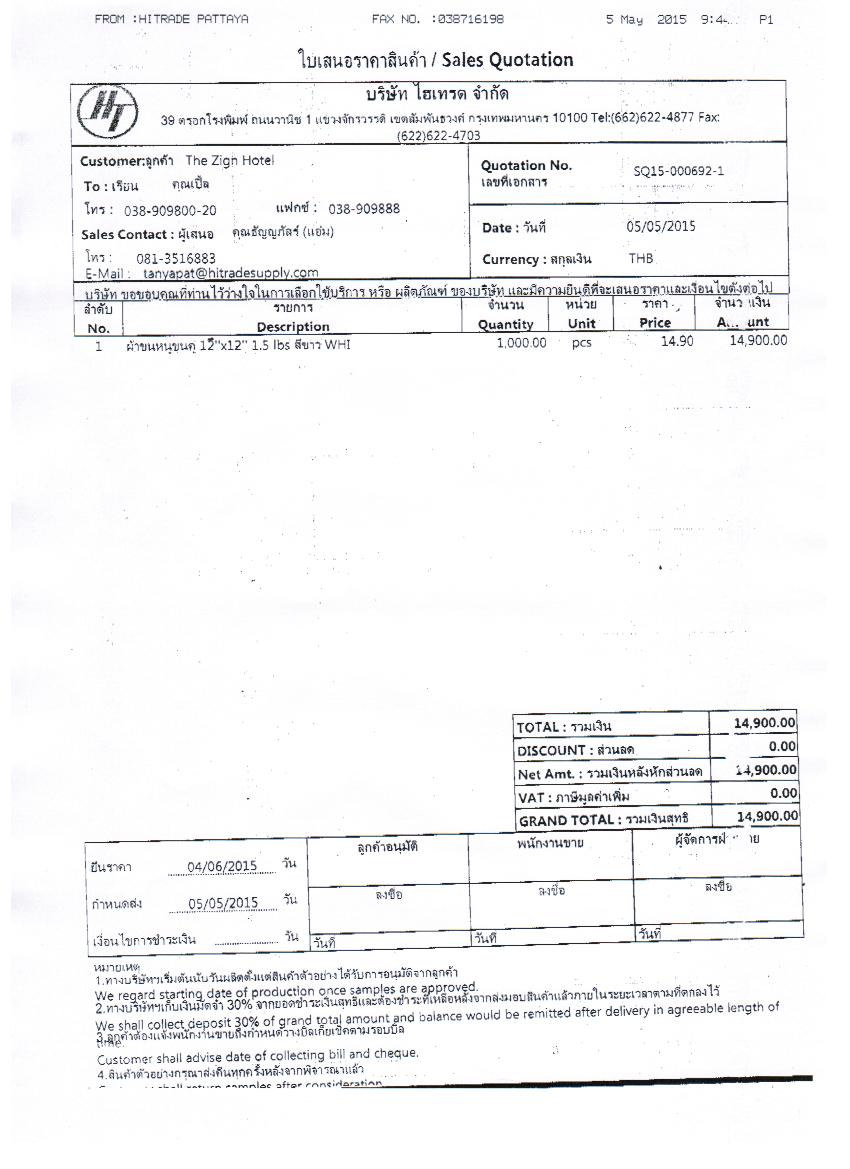 FROM :HITRADE PATTAYA FAX NO. :038716198 5 May 2015 P1
ใบเสนอราคาสินค้า / Sales Quotation
HT
บริษัท ไฮเทรด จำกัด
39 ตรอกโรงพิมพ์ ถนนวานิช 1 แขวงจักรวรรดิ เขตสัมพันธวงศ์ กรุงเทพมหานคร 10100 Tel:(662)622-4877 Fax:
(622)622-4703
Customer:ลูกค้า The Zign Hotel
To : เรียน คุณเปิ้ล
โทร : 038-909800-20 แฟกซ์ : 038-909888
Sales Contact : ผู้เสนอ คุณธัญญภัสร์ (แอ่ม)
โทร : 081-3516883
E-Mail : tanyapat@hitradesupply.com
Quotation No. SQ15-000692-1
เลขที่เอกสาร
Date : วันที่ 05/05/2015
Currency : สกุลเงิน THB
บริษัท ขอขอบคุณที่ท่านไว้วางใจในการเลือกใช้บริการ หรือ ผลิตภัณฑ์ ของบริษัท และมีความยินดีที่จะเสนอราคาและเงื่อนไขดังต่อไป
ลำดับ รายการ จำนวน หน่วย ราคา เงิน
No. Description Quantity Unit Price
1 ผ้าขนหนูขนคู่ 12"x12" 1.5 lbs สีขาว WHI 1,000.00 pcs 14.90 14,900.00
TOTAL : รวมเงิน 14,900.00
DISCOUNT : ส่วนลด 0.00
Net Amt. : รวมเงินหลังหักส่วนลด 14,900.00
VAT : ภาษีมูลค่าเพิ่ม 0.00
GRAND TOTAL : รวมเงินสุทธิ 14,900.00
ลูกค้าอนุมัติ พนักงานขาย
ยืนราคา 04/06/2015 วัน
ลงชื่อ ลงชื่อ ลงชื่อ
กำหนดส่ง 05/05/2015 วัน
เงื่อนไขการชำระเงิน วัน
วันที่ วันที่ วันที่
หมายเหตุ
1.ทางบริษัทฯเริ่มต้นนับวันผลิตตั้งแต่สินค้าตัวอย่างได้รับการอนุมัติจากลูกค้า
We regard starting date of production once samples are approved.
2.ทางบริษัทฯเก็บเงินมัดจำ 30% จากยอดชำระเงินสุทธิและต้องชำระที่เหลือหลังจากส่งมอบสินค้าแล้วภายในระยะเวลาตามที่ตกลงไว้
We shall collect deposit 30% of grand total amount and balance would be remitted after delivery in agreeable length of
time.
3.ลูกค้าต้องแจ้งพนักงานขายถึงกำหนดวางบิลเก็บเช็คตามรอบบิล
Customer shall advise date of collecting bill and cheque.
4.สินค้าตัวอย่างกรุณาส่งคืนทุกครั้งหลังจากพิจารณาแล้ว
shall return samples after consideration